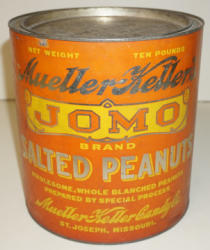 NET WEIGHT TEN POUNDS
Mueller-Keller's
JOMO
BRAND
SALTED PEANUTS
WHOLESOME, WHOLE BLANCHED PEANUTS
PREPARED BY SPECIAL PROCESS
Mueller-Keller Candy Co.
ST. JOSEPH, MISSOURI.